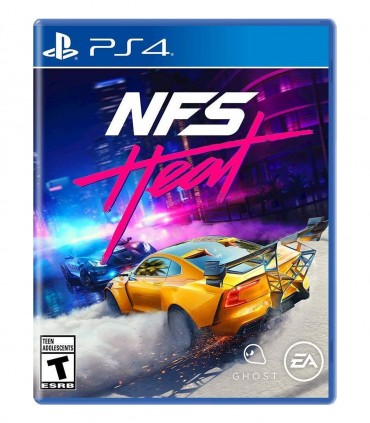 PS4
NFS
Heat
TEEN
ADOLESCENTS
T
ESRB
GHOST
EA